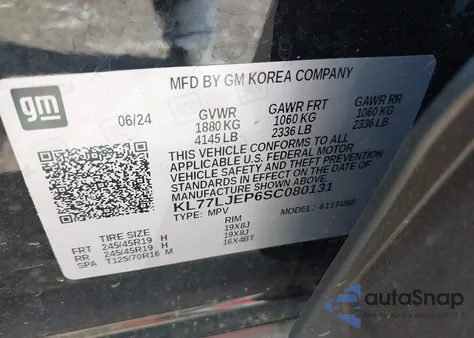 MFD BY GM KOREA COMPANY
gm
06/24 GVWR GAWR FRT GAWR RR
1880 KG 1060 KG 1060 KG
4145 LB 2336 LB 2336 LB
THIS VEHICLE CONFORMS TO ALL
APPLICABLE U.S. FEDERAL MOTOR
VEHICLE SAFETY AND THEFT PREVENTION
STANDARDS IN EFFECT ON THE DATE OF
MANUFACTURE SHOWN ABOVE.
KL77LJEP6SC080131
TYPE: MPV MODEL: 611TUS8
TIRE SIZE RIM
FRT 245/45R19 H 19X8J
RR 245/45R19 H 19X8J
SPA T125/70R16 M 16X4BT
autoSnap